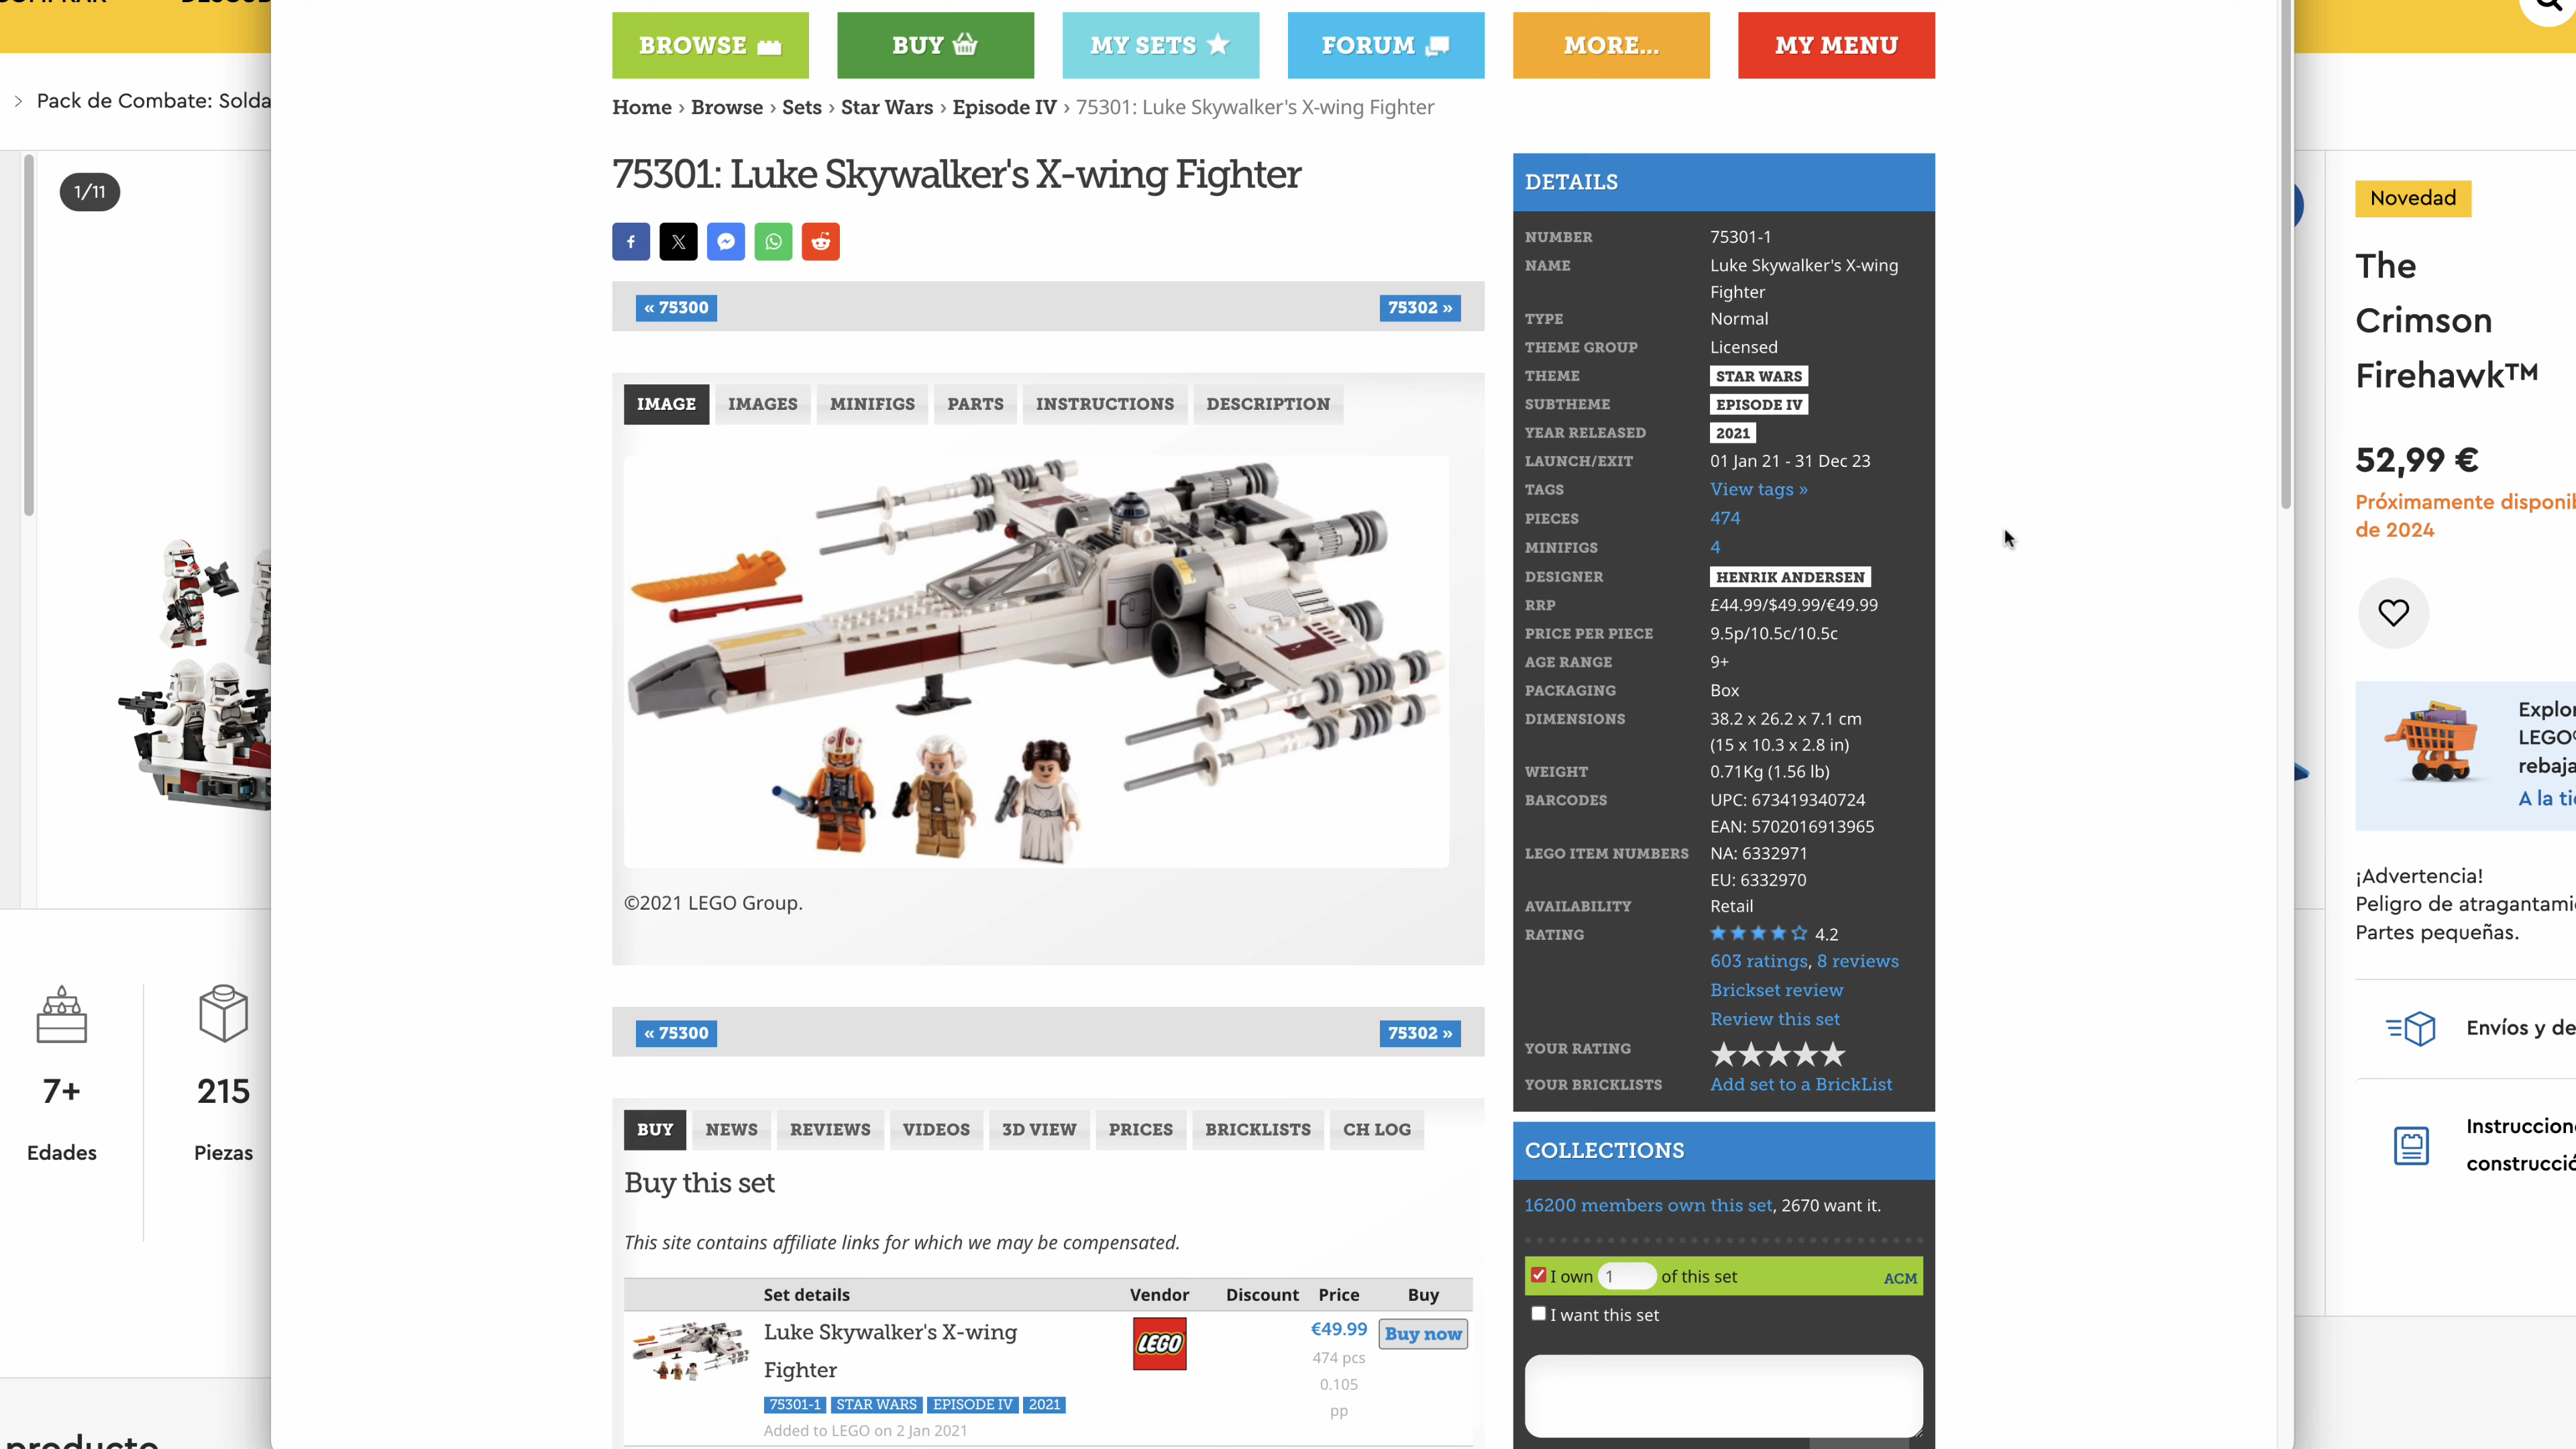 BROWSE
BUY
MY SETS
FORUM
MORE...
MY MENU
Home › Browse › Sets › Star Wars › Episode IV › 75301: Luke Skywalker's X-wing Fighter
75301: Luke Skywalker's X-wing Fighter
« 75300
75302 »
IMAGE
IMAGES
MINIFIGS
PARTS
INSTRUCTIONS
DESCRIPTION
©2021 LEGO Group.
« 75300
75302 »
BUY
NEWS
REVIEWS
VIDEOS
3D VIEW
PRICES
BRICKLISTS
CH LOG
Buy this set
This site contains affiliate links for which we may be compensated.
Set details Vendor Discount Price Buy
Luke Skywalker's X-wing
Fighter
75301-1 STAR WARS EPISODE IV 2021
Added to LEGO on 2 Jan 2021
LEGO
€49.99
474 pcs
0.105
pp
Buy now
DETAILS
NUMBER 75301-1
NAME Luke Skywalker's X-wing
Fighter
TYPE Normal
THEME GROUP Licensed
THEME STAR WARS
SUBTHEME EPISODE IV
YEAR RELEASED 2021
LAUNCH/EXIT 01 Jan 21 - 31 Dec 23
TAGS View tags »
PIECES 474
MINIFIGS 4
DESIGNER HENRIK ANDERSEN
RRP £44.99/$49.99/€49.99
PRICE PER PIECE 9.5p/10.5c/10.5c
AGE RANGE 9+
PACKAGING Box
DIMENSIONS 38.2 x 26.2 x 7.1 cm
(15 x 10.3 x 2.8 in)
WEIGHT 0.71Kg (1.56 lb)
BARCODES UPC: 673419340724
EAN: 5702016913965
LEGO ITEM NUMBERS NA: 6332971
EU: 6332970
AVAILABILITY Retail
RATING 4.2
603 ratings, 8 reviews
Brickset review
Review this set
YOUR RATING
YOUR BRICKLISTS Add set to a BrickList
COLLECTIONS
16200 members own this set, 2670 want it.
I own 1 of this set ACM
I want this set
> Pack de Combate: Solda
1/11
7+
Edades
215
Piezas
Novedad
The
Crimson
Firehawk™
52,99 €
Próximamente disponi
de 2024
Explo
LEGO
rebaja
A la ti
¡Advertencia!
Peligro de atragantami
Partes pequeñas.
Envíos y de
Instruccion
construcció